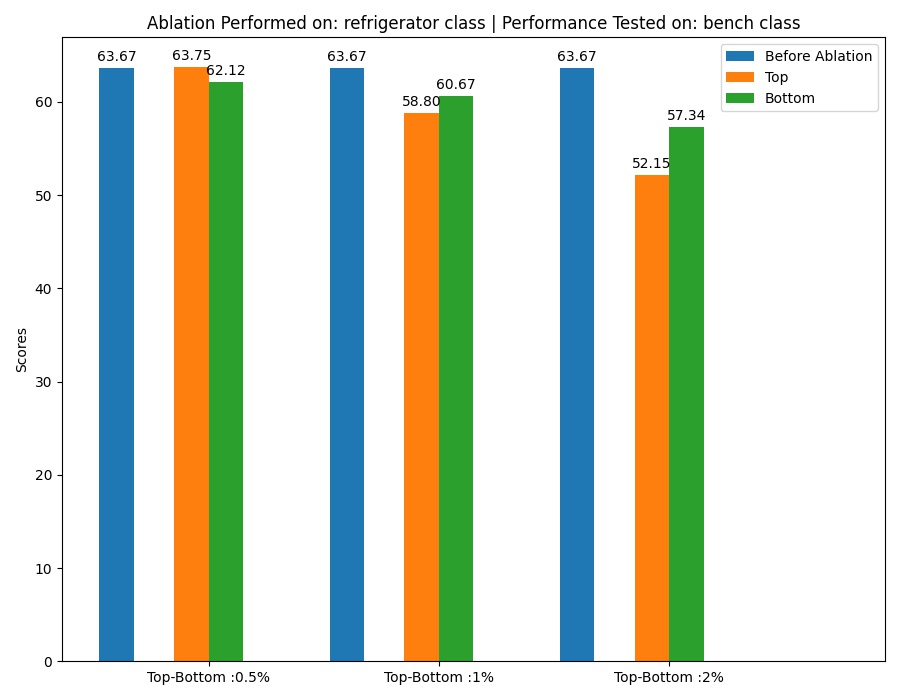 Ablation Performed on: refrigerator class | Performance Tested on: bench class
63.67 63.75 62.12 63.67 58.80 60.67 63.67 52.15 57.34
Before Ablation
Top
Bottom
Scores
60
50
40
30
20
10
0
Top-Bottom :0.5% Top-Bottom :1% Top-Bottom :2%